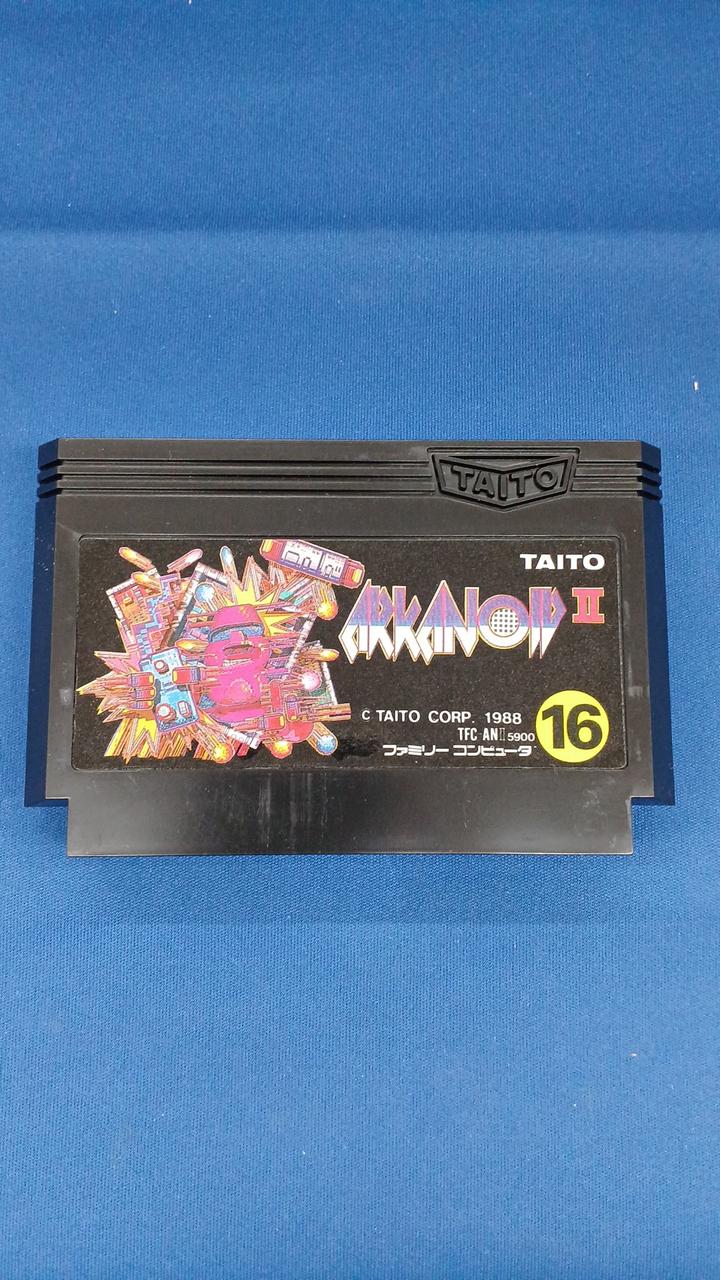 TAITO
TAITO
ARKANOID II
© TAITO CORP. 1988
TFC-ANII 5900
ファミリー コンピュータ
16